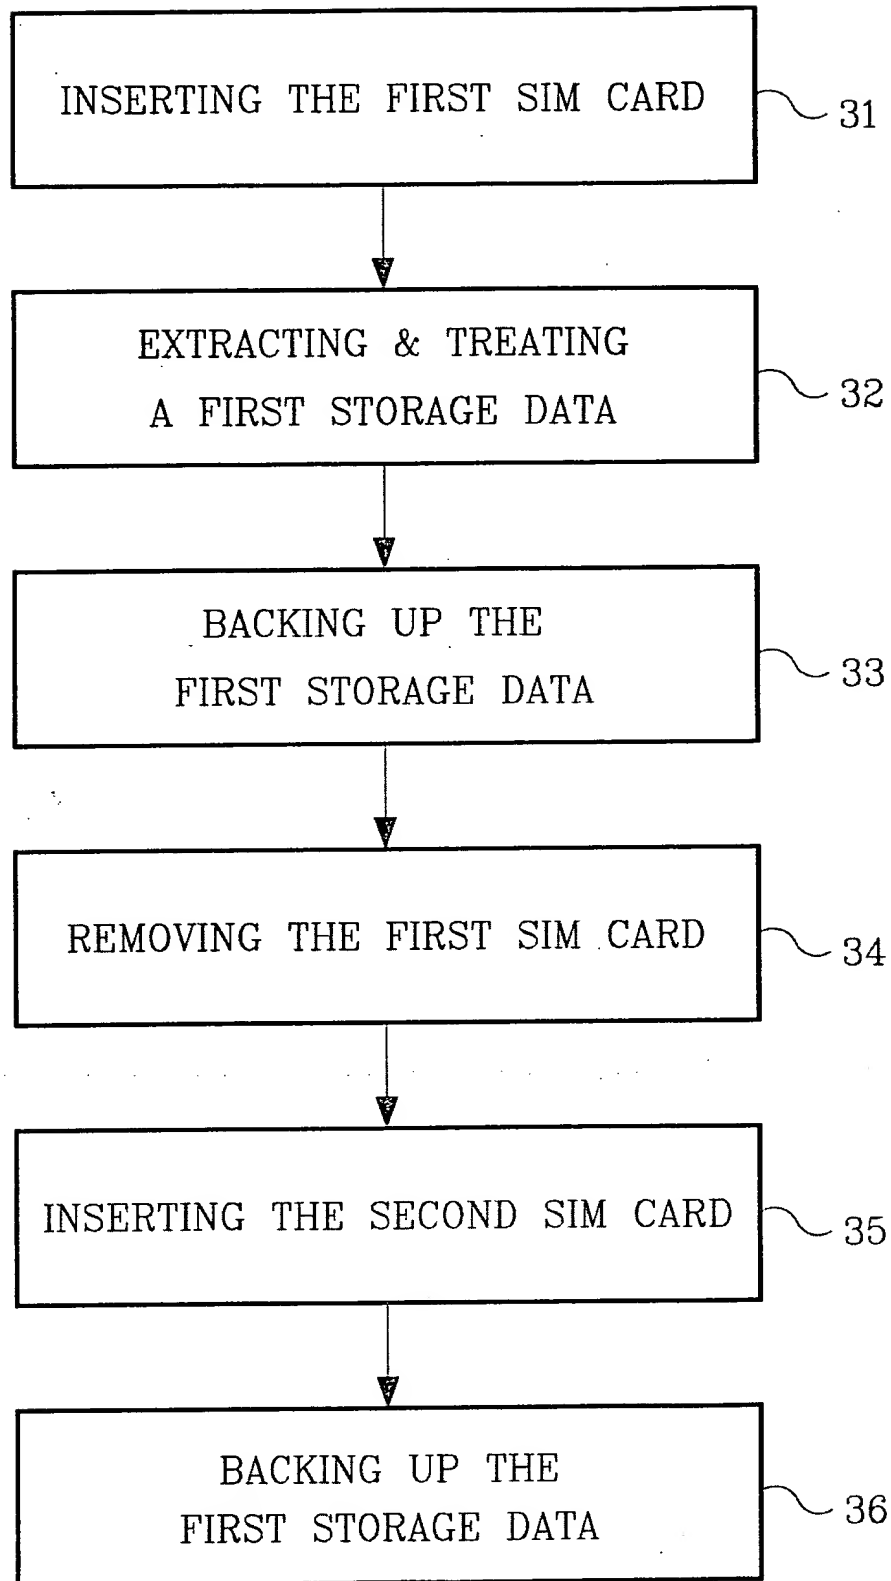 INSERTING THE FIRST SIM CARD
31
EXTRACTING & TREATING
A FIRST STORAGE DATA
32
BACKING UP THE
FIRST STORAGE DATA
33
REMOVING THE FIRST SIM CARD
34
INSERTING THE SECOND SIM CARD
35
BACKING UP THE
FIRST STORAGE DATA
36